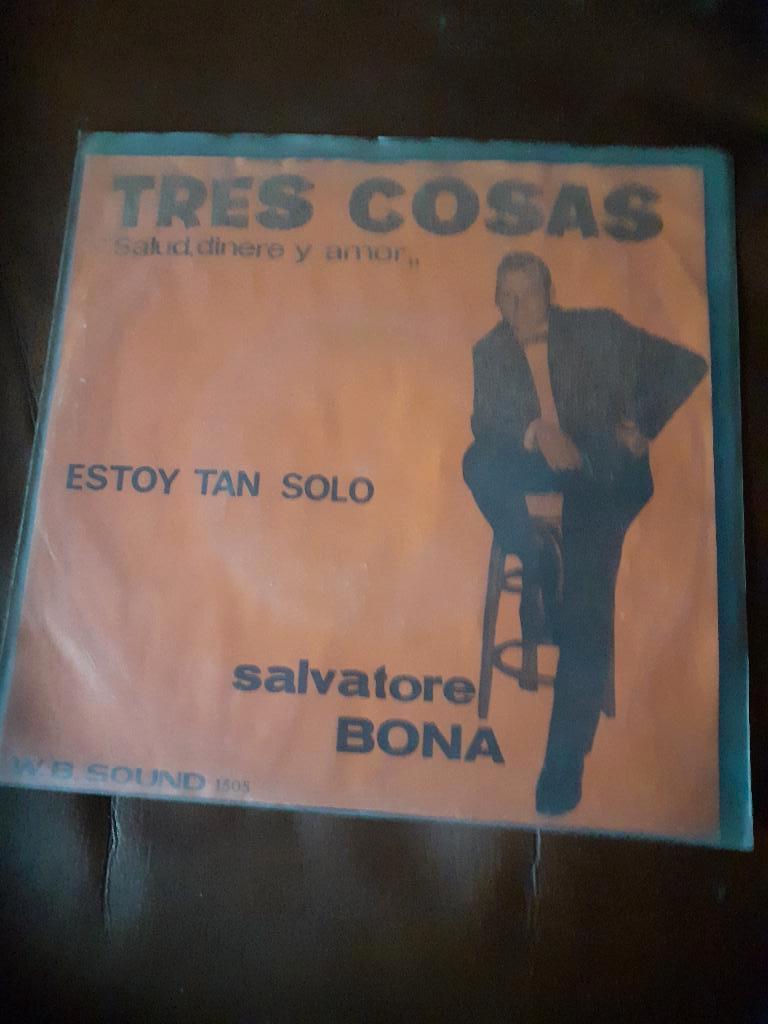 TRES COSAS
"Salud, dinere y amor,,
ESTOY TAN SOLO
salvatore
BONA
W.B. SOUND 1505